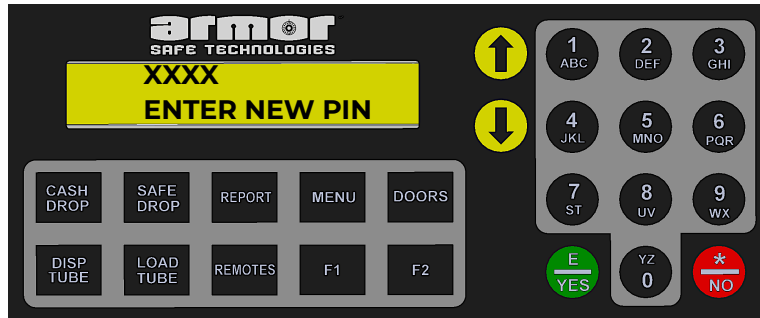 armor
SAFE TECHNOLOGIES
XXXX
ENTER NEW PIN
CASH
DROP
SAFE
DROP
REPORT
MENU
DOORS
DISP
TUBE
LOAD
TUBE
REMOTES
F1
F2
1
ABC
2
DEF
3
GHI
4
JKL
5
MNO
6
PQR
7
ST
8
UV
9
WX
E
YES
YZ
0
*
NO